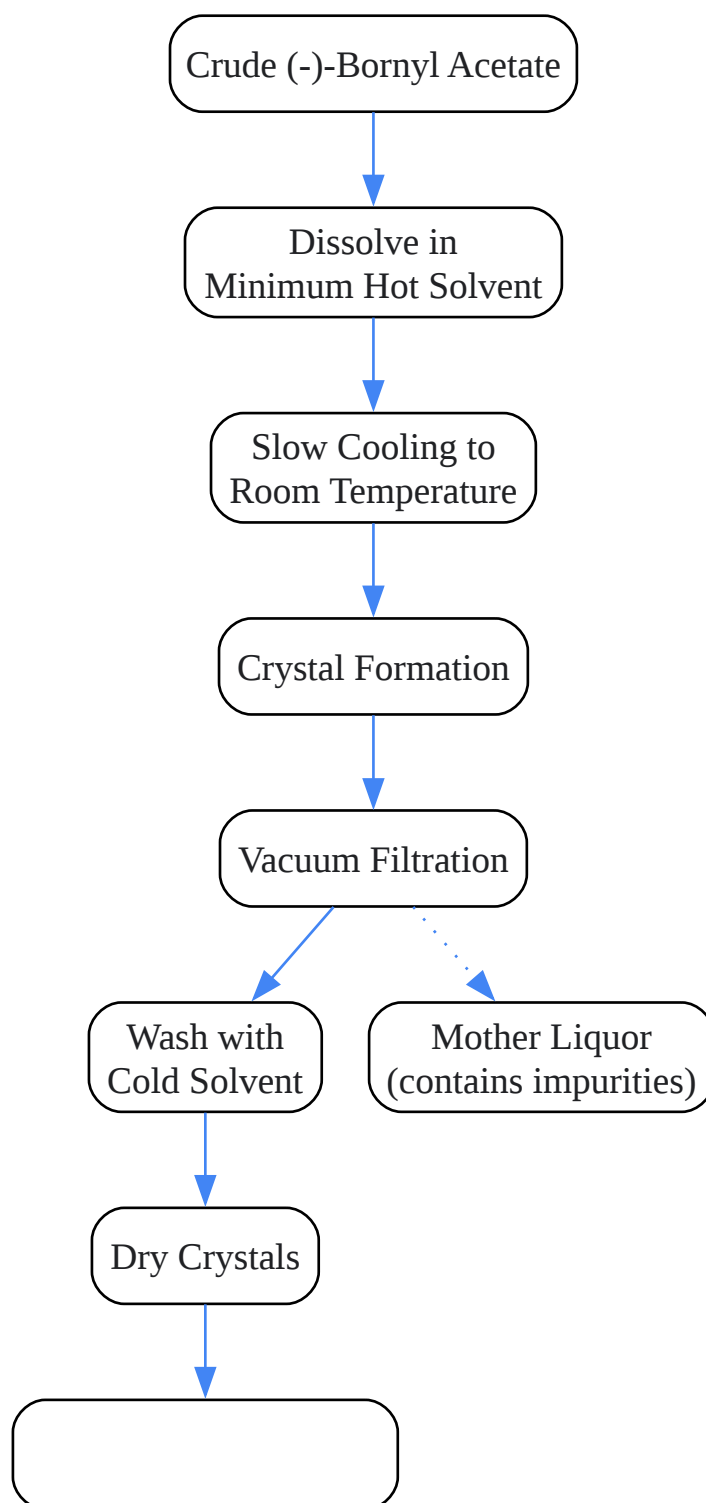 Crude (-)-Bornyl Acetate
Dissolve in
Minimum Hot Solvent
Slow Cooling to
Room Temperature
Crystal Formation
Vacuum Filtration
Wash with
Cold Solvent
Mother Liquor
(contains impurities)
Dry Crystals